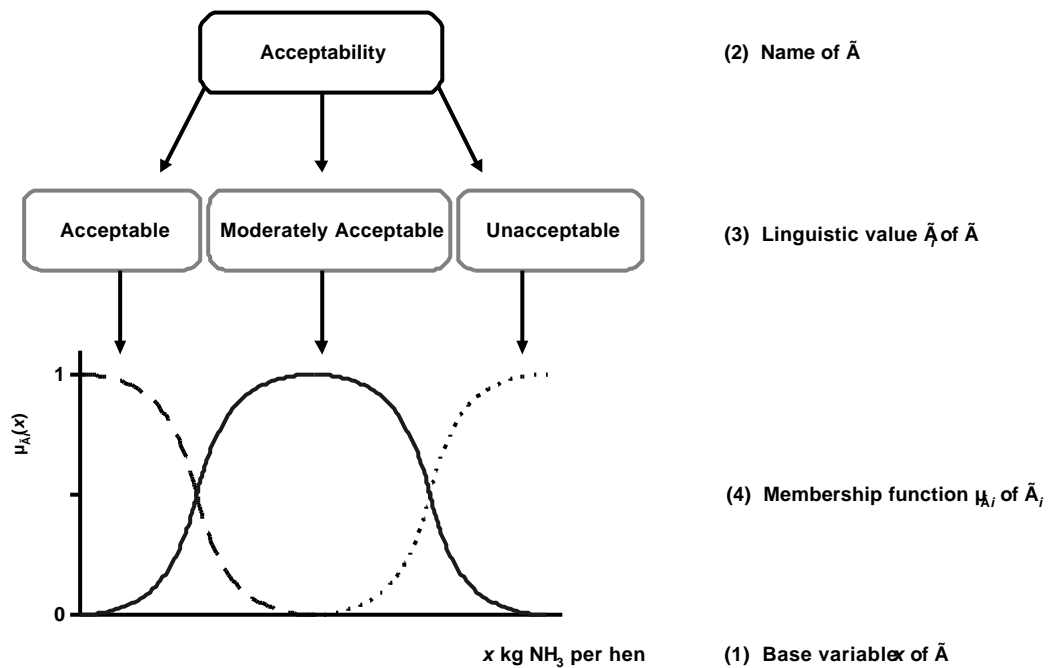 Acceptability
(2) Name of Ã
Acceptable
Moderately Acceptable
Unacceptable
(3) Linguistic value Ãᵢ of Ã
1
μÃᵢ(x)
(4) Membership function μÃᵢ of Ãᵢ
0
x kg NH₃ per hen
(1) Base variable x of Ã